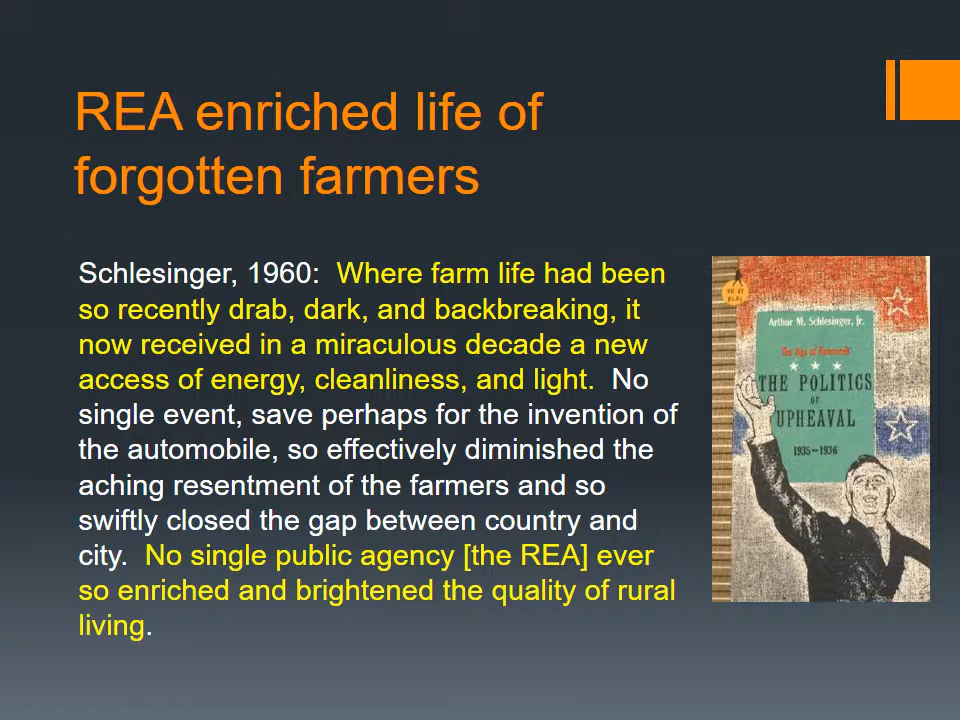 REA enriched life of
forgotten farmers
Schlesinger, 1960:  Where farm life had been
so recently drab, dark, and backbreaking, it
now received in a miraculous decade a new
access of energy, cleanliness, and light.  No
single event, save perhaps for the invention of
the automobile, so effectively diminished the
aching resentment of the farmers and so
swiftly closed the gap between country and
city.  No single public agency [the REA] ever
so enriched and brightened the quality of rural
living.
Arthur M. Schlesinger, Jr.
The Age of Roosevelt
THE POLITICS
OF
UPHEAVAL
1935–1936